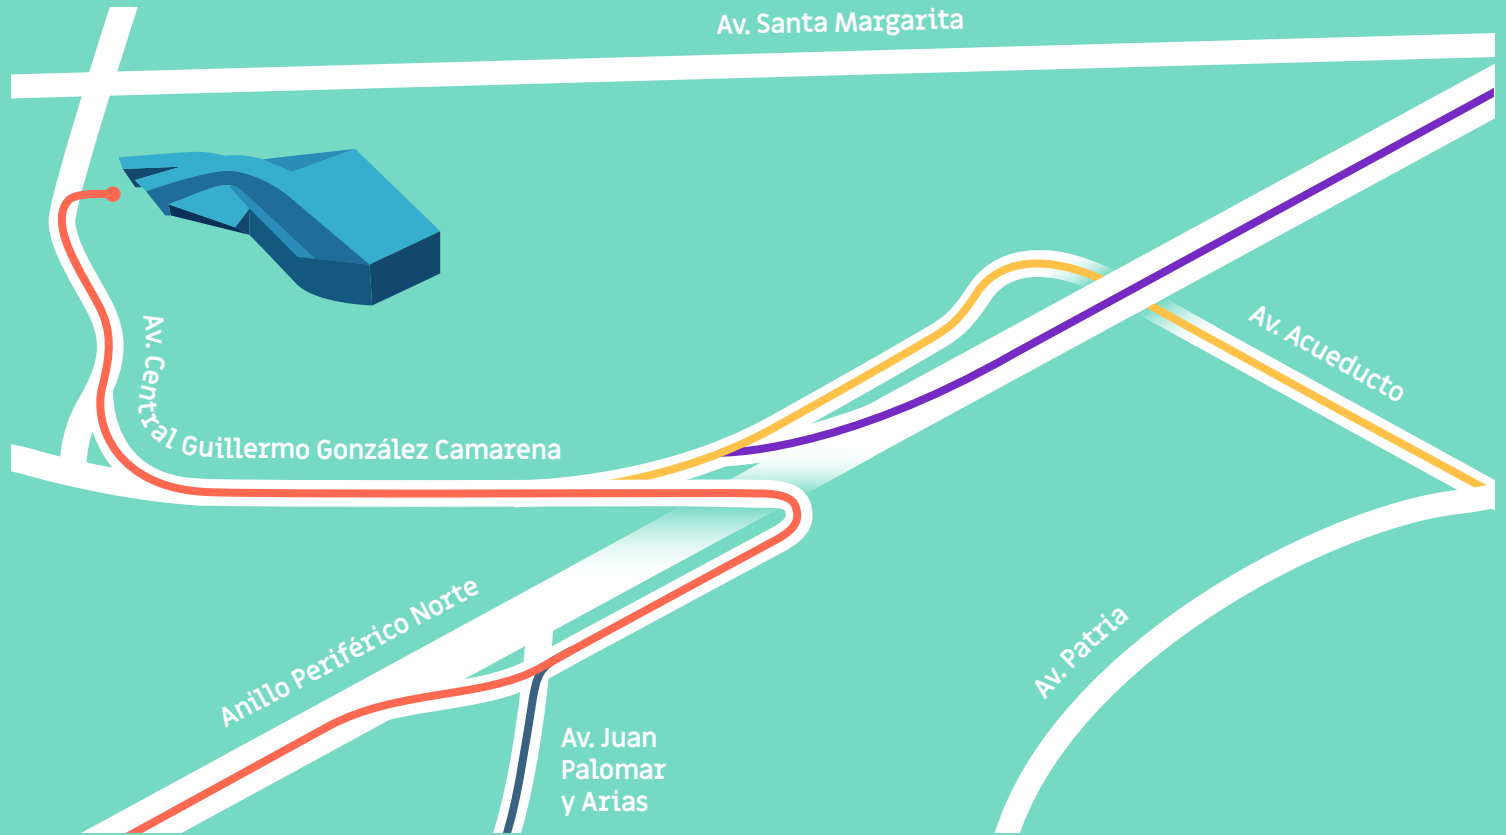 Av. Santa Margarita
Av. Acueducto
Av. Central Guillermo González Camarena
Anillo Periférico Norte
Av. Patria
Av. Juan
Palomar
y Arias